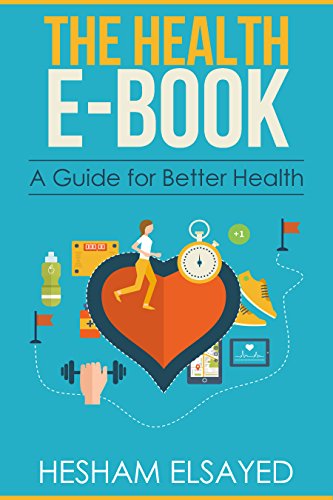 THE HEALTH
E-BOOK
A Guide for Better Health
+1
HESHAM ELSAYED